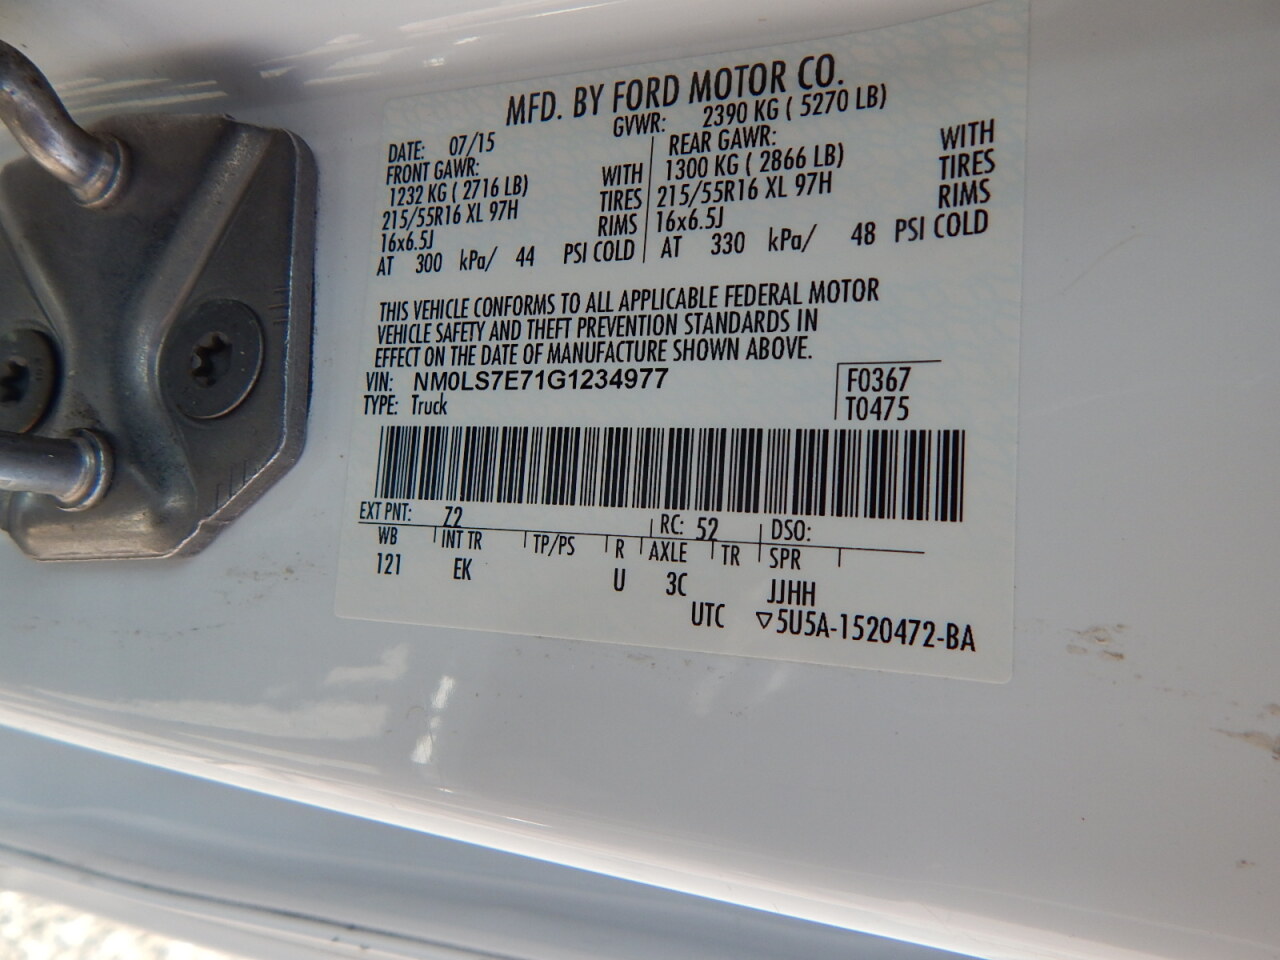 MFD. BY FORD MOTOR CO.
DATE: 07/15 GVWR: 2390 KG ( 5270 LB)
FRONT GAWR: REAR GAWR:
1232 KG ( 2716 LB) WITH 1300 KG ( 2866 LB) WITH
215/55R16 XL 97H TIRES 215/55R16 XL 97H TIRES
16x6.5J RIMS 16x6.5J RIMS
AT 300 kPa/ 44 PSI COLD AT 330 kPa/ 48 PSI COLD
THIS VEHICLE CONFORMS TO ALL APPLICABLE FEDERAL MOTOR
VEHICLE SAFETY AND THEFT PREVENTION STANDARDS IN
EFFECT ON THE DATE OF MANUFACTURE SHOWN ABOVE.
VIN: NM0LS7E71G1234977 F0367
TYPE: Truck T0475
EXT PNT: Z2 RC: 52 DSO:
WB INT TR TP/PS R AXLE TR SPR
121 EK U 3C JJHH
UTC ▽5U5A-1520472-BA